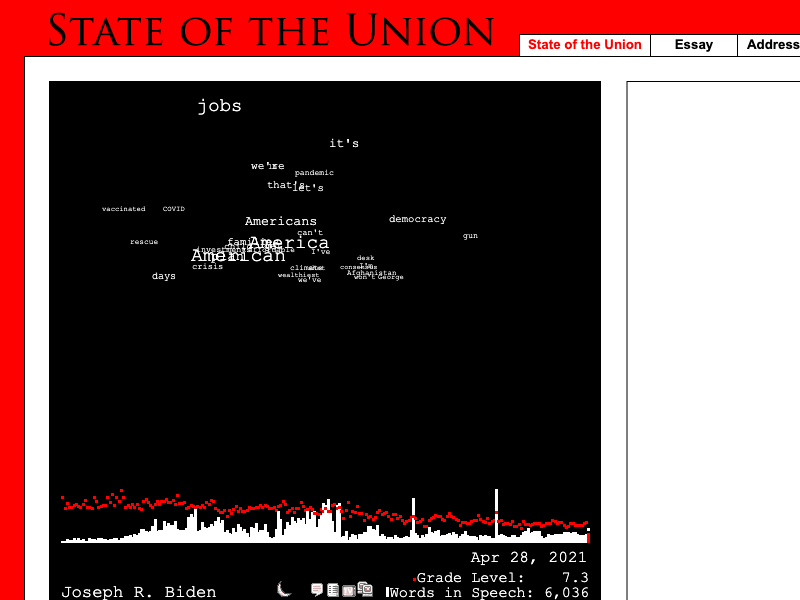 STATE OF THE UNION
State of the Union Essay Address
jobs
it's
we're
pandemic
that's let's
vaccinated COVID
democracy
Americans
can't
gun
rescue
America
I've
American
desk
crisis climate consensus
Afghanistan
days wealthiest won't George
we've
Apr 28, 2021
Grade Level: 7.3
Joseph R. Biden Words in Speech: 6,036